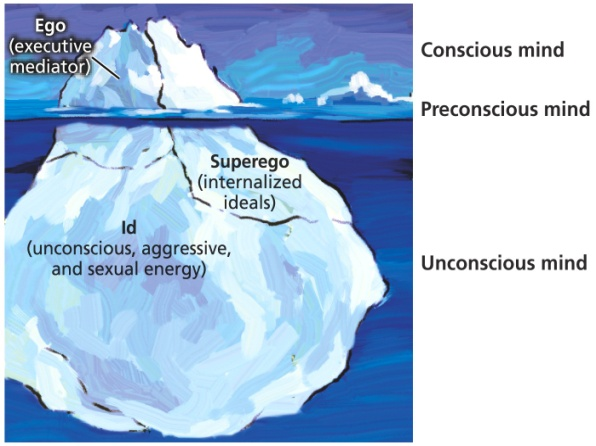 Ego
(executive
mediator)
Conscious mind
Preconscious mind
Superego
(internalized
ideals)
Id
(unconscious, aggressive,
and sexual energy)
Unconscious mind